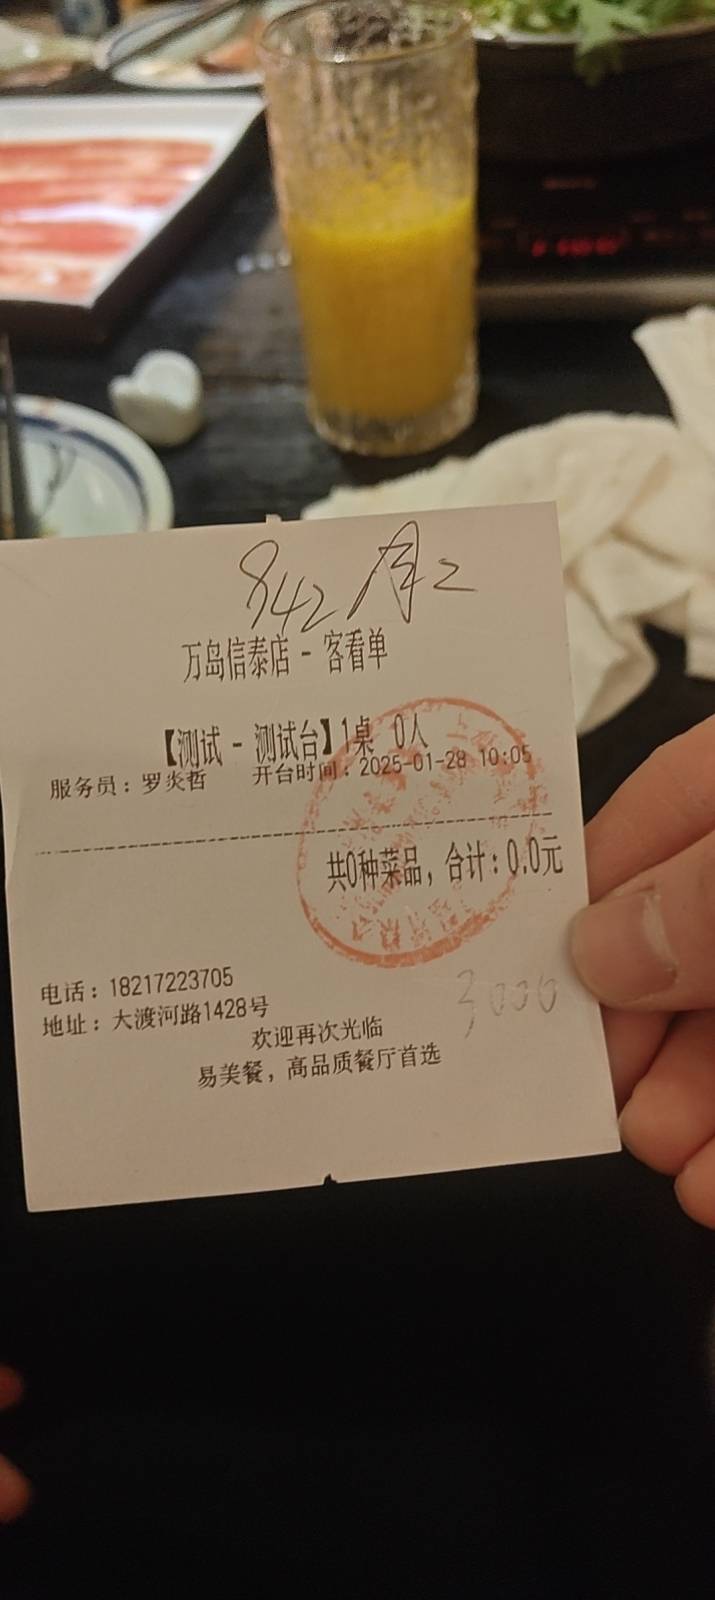 842 月2
万岛信泰店 - 客看单
【测试 - 测试台】1桌 0人
服务员：罗炎哲 开台时间：2025-01-28 10:05
共0种菜品，合计：0.0元
电话：18217223705
地址：大渡河路1428号
3000
欢迎再次光临
易美餐，高品质餐厅首选